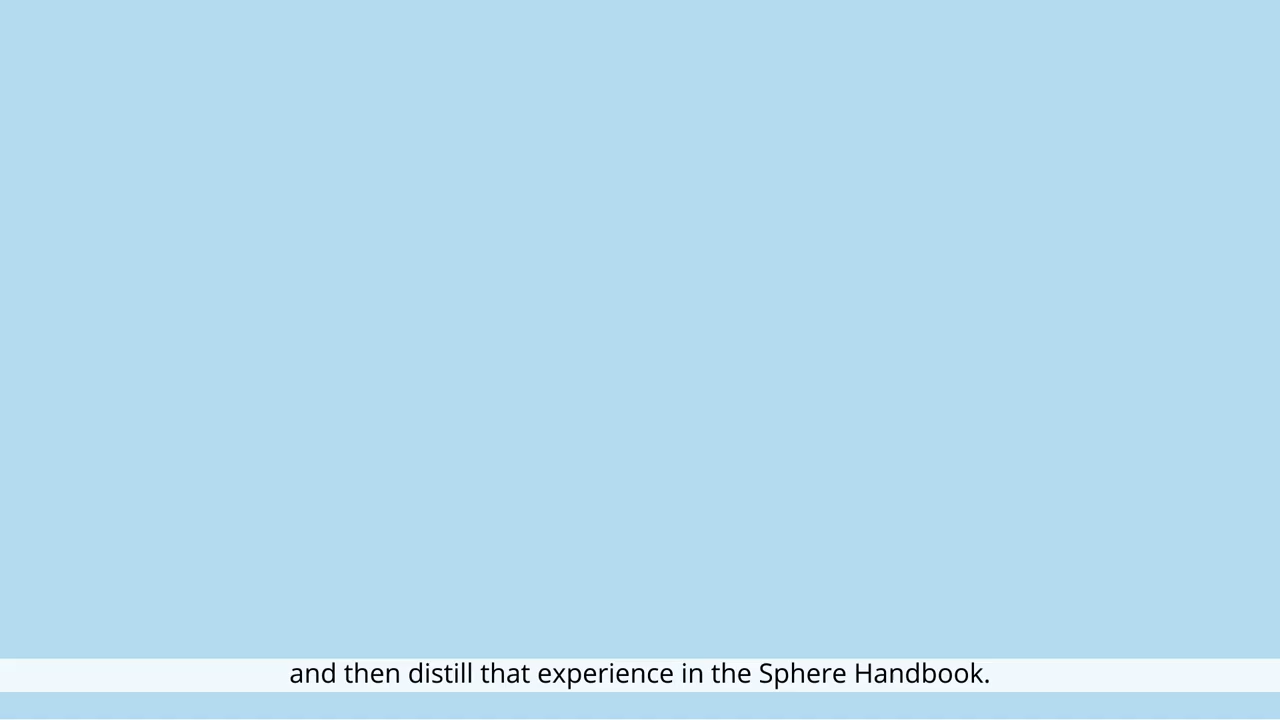 and then distill that experience in the Sphere Handbook.